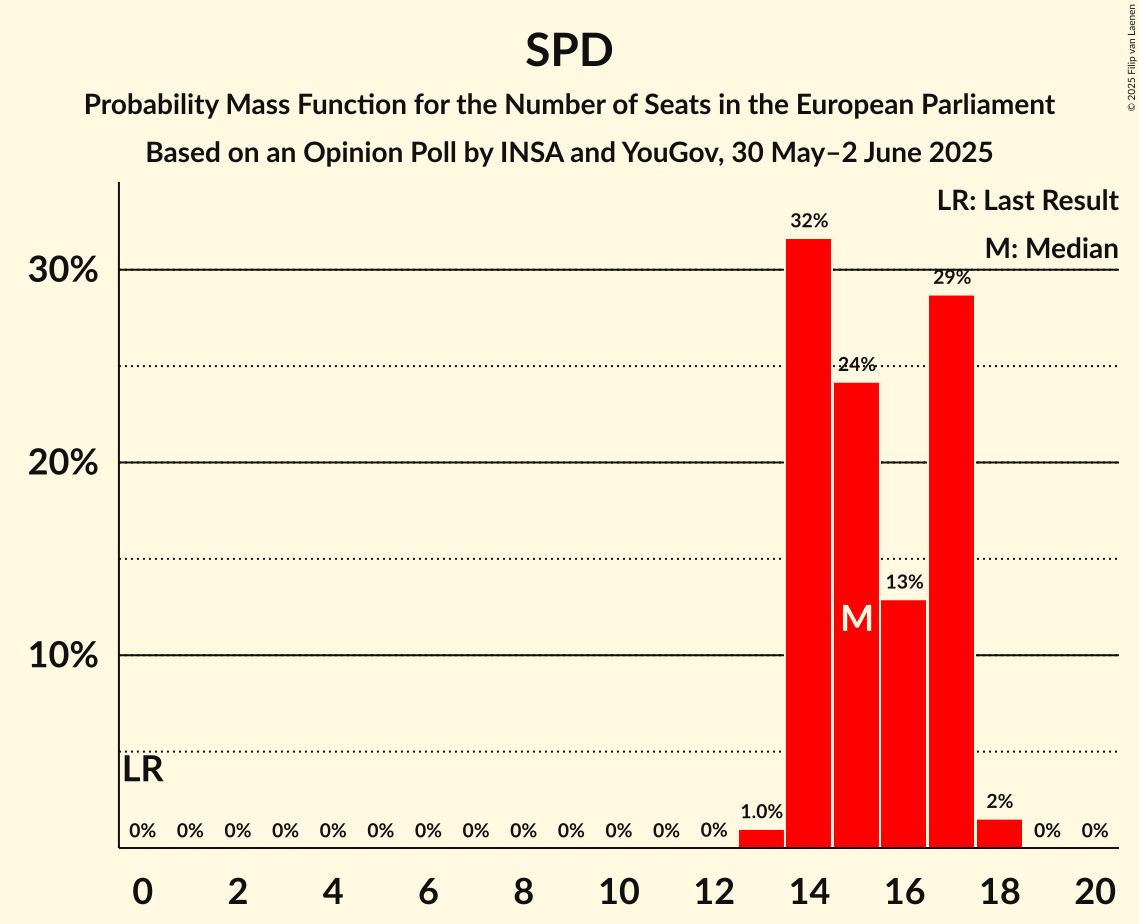 SPD
Probability Mass Function for the Number of Seats in the European Parliament
Based on an Opinion Poll by INSA and YouGov, 30 May–2 June 2025
© 2025 Filip van Laenen
LR: Last Result
M: Median
30%
20%
10%
32%
29%
24%
13%
M
LR
0% 0% 0% 0% 0% 0% 0% 0% 0% 0% 0% 0% 0% 1.0% 2% 0% 0%
0 2 4 6 8 10 12 14 16 18 20